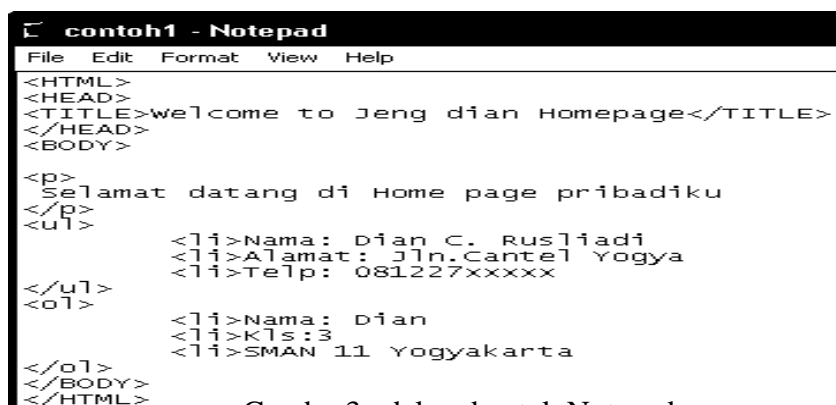 contoh1 - Notepad
File Edit Format View Help
<HTML>
<HEAD>
<TITLE>Welcome to Jeng dian Homepage</TITLE>
</HEAD>
<BODY>
<p>
Selamat datang di Home page pribadiku
</p>
<ul>
<li>Nama: Dian C. Rusliadi
<li>Alamat: Jln.Cantel Yogya
<li>Telp: 081227xxxxx
</ul>
<ol>
<li>Nama: Dian
<li>Kls:3
<li>SMAN 11 Yogyakarta
</ol>
</BODY>
</HTML>